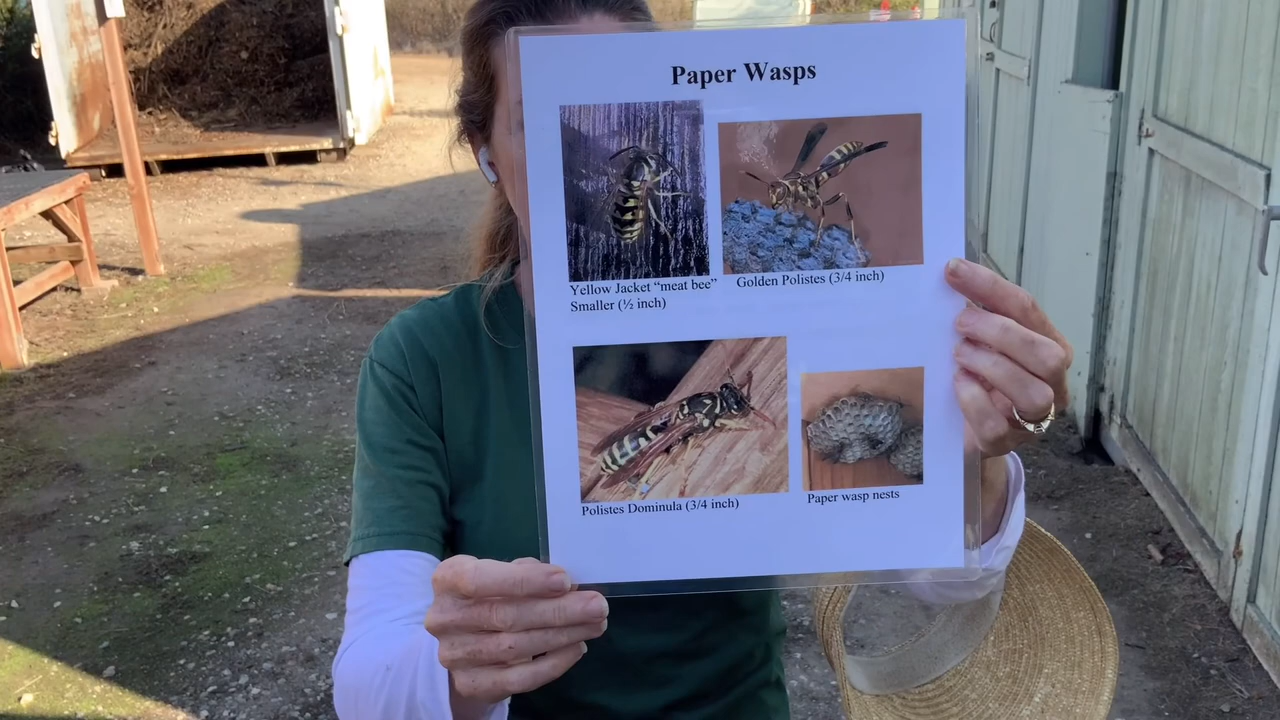 Paper Wasps
Yellow Jacket “meat bee”
Smaller (½ inch)
Golden Polistes (3/4 inch)
Polistes Dominula (3/4 inch)
Paper wasp nests